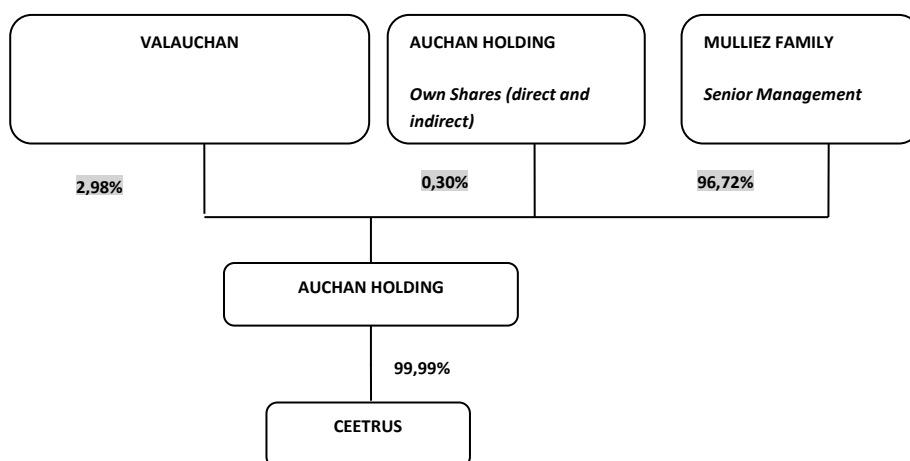 VALAUCHAN
AUCHAN HOLDING
Own Shares (direct and
indirect)
MULLIEZ FAMILY
Senior Management
2,98%
0,30%
96,72%
AUCHAN HOLDING
99,99%
CEETRUS